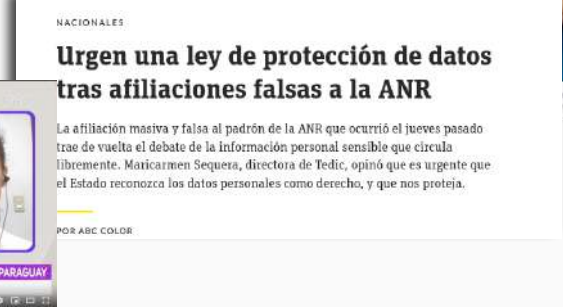 NACIONALES
Urgen una ley de protección de datos
tras afiliaciones falsas a la ANR
La afiliación masiva y falsa al padrón de la ANR que ocurrió el jueves pasado
trae de vuelta el debate de la información personal sensible que circula
libremente. Maricarmen Sequera, directora de Tedic, opinó que es urgente que
el Estado reconozca los datos personales como derecho, y que nos proteja.
POR ABC COLOR
PARAGUAY